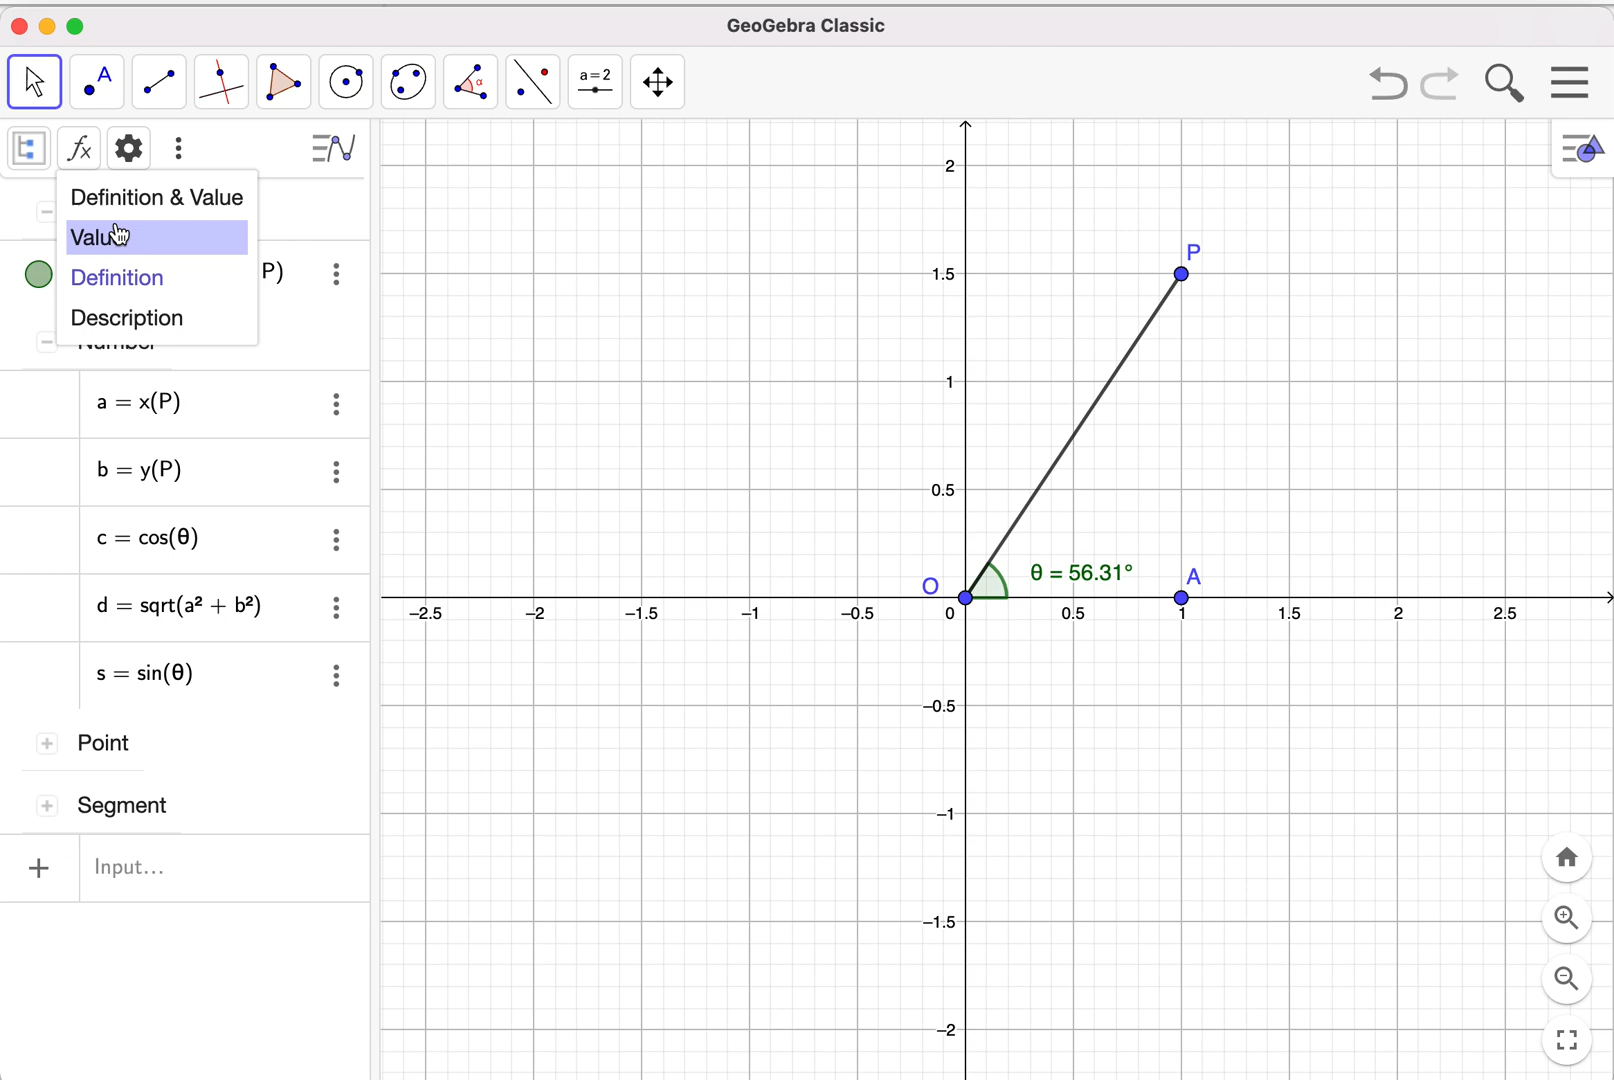 GeoGebra Classic
A
α
a=2
fx
Definition & Value
Value
Definition
P)
Description
Number
a = x(P)
b = y(P)
c = cos(θ)
d = sqrt(a² + b²)
s = sin(θ)
Point
Segment
Input...
2
1.5
1
0.5
−0.5
−1
−1.5
−2
−2.5
−2
−1.5
−1
−0.5
0
0.5
1
1.5
2
2.5
P
O
θ = 56.31°
A